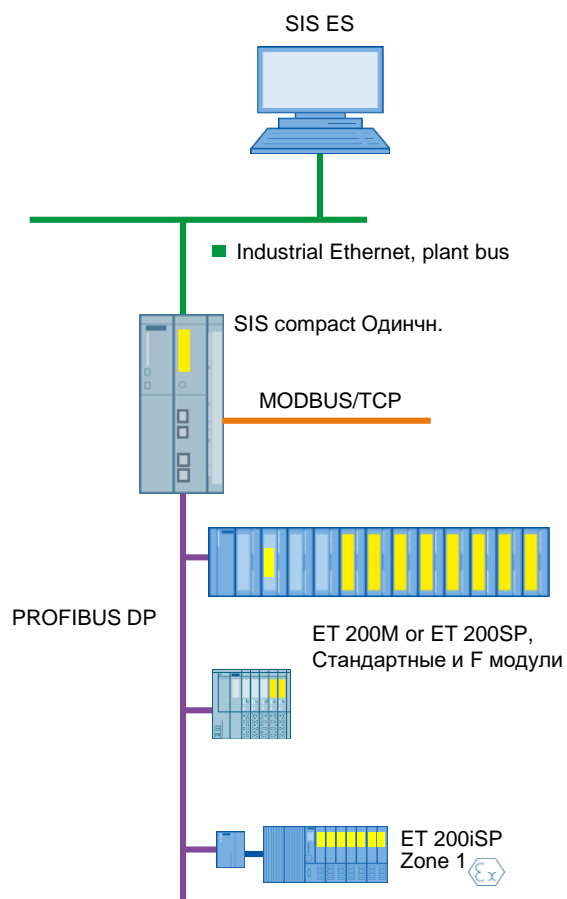 SIS ES
Industrial Ethernet, plant bus
SIS compact Одинчн.
MODBUS/TCP
PROFIBUS DP
ET 200M or ET 200SP,
Стандартные и F модули
ET 200iSP
Zone 1
Ex